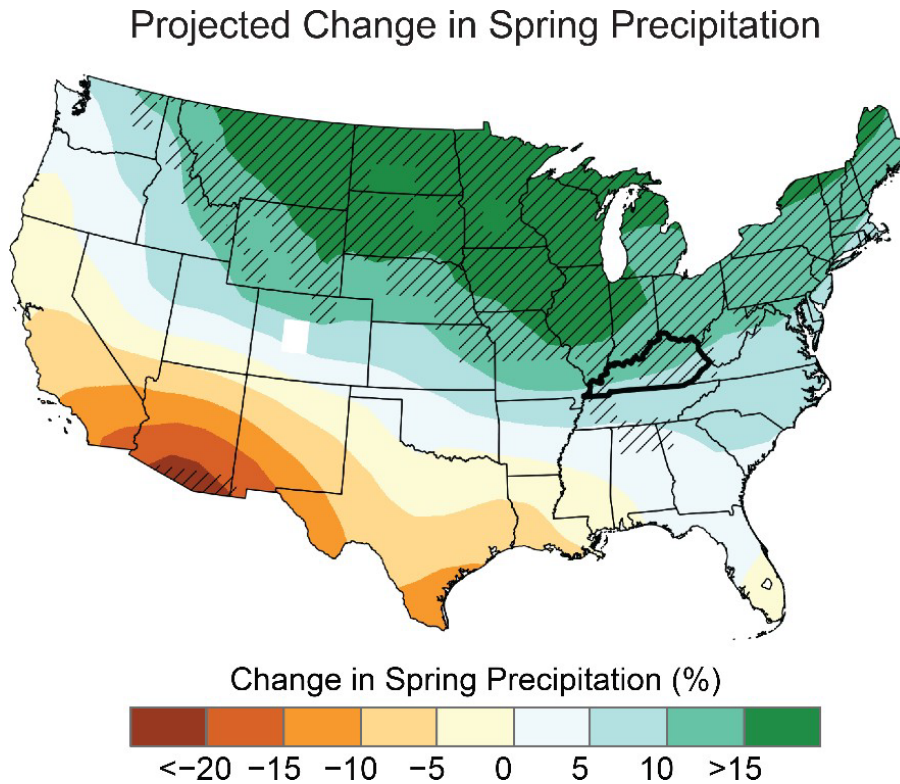 Projected Change in Spring Precipitation
Change in Spring Precipitation (%)
<−20 −15 −10 −5 0 5 10 >15